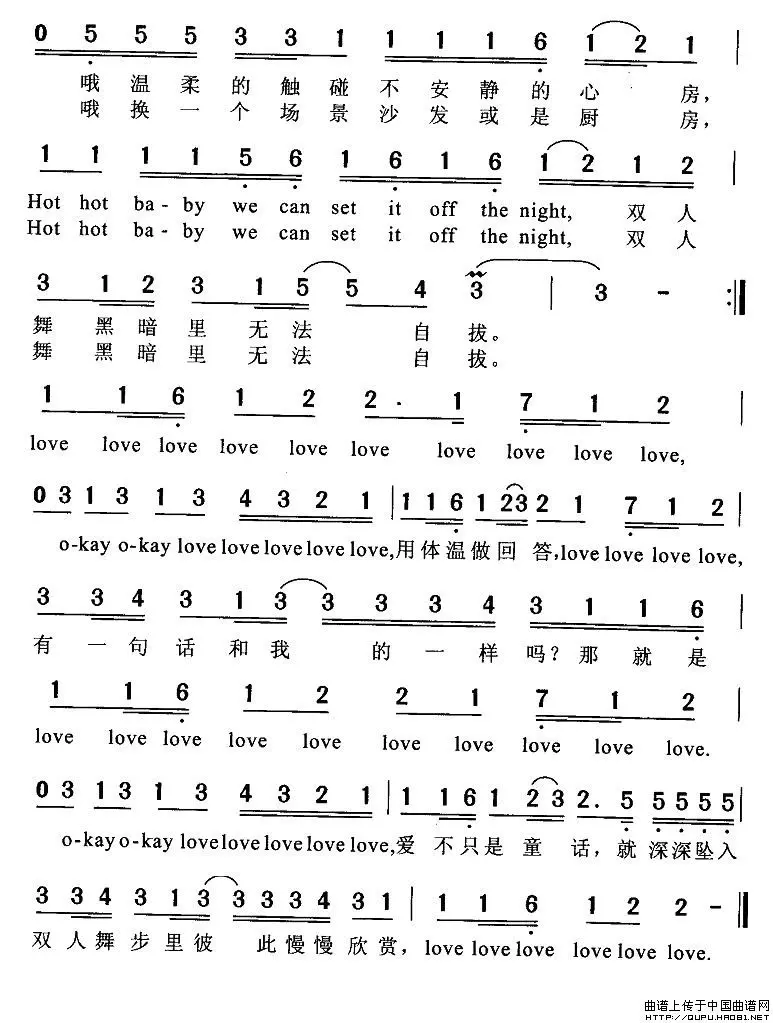 0 5 5 5 3 3 1 1 1 1 6 1 2 1
哦温柔的触碰不安静的心房，
哦换一个场景沙发或是厨房，
1 1 1 1 5 6 1 6 1 6 1 2 1 2
Hot hot ba-by we can set it off the night, 双人
Hot hot ba-by we can set it off the night, 双人
3 1 2 3 1 5 5 4 3 3 -
舞黑暗里无法自拔。
舞黑暗里无法自拔。
1 1 6 1 2 2· 1 7 1 2
love love love love love love love love love love,
0 3 1 3 1 3 4 3 2 1 1 1 6 1 2 3 2 1 7 1 2
o-kay o-kay love love love love love, 用体温做回答, love love love love,
3 3 4 3 1 3 3 3 3 4 3 1 1 6
有一句话和我的一样吗？那就是
1 1 6 1 2 2 1 7 1 2
love love love love love love love love love love.
0 3 1 3 1 3 4 3 2 1 1 1 6 1 2 3 2. 5 5 5 5 5
o-kay o-kay love love love love love, 爱不只是童话，就深深坠入
3 3 4 3 1 3 3 3 3 4 3 1 1 1 6 1 2 2 -
双人舞步里彼此慢慢欣赏，love love love love love love.
曲谱上传于中国曲谱网
HTTP://QUPU.HAO81.NET